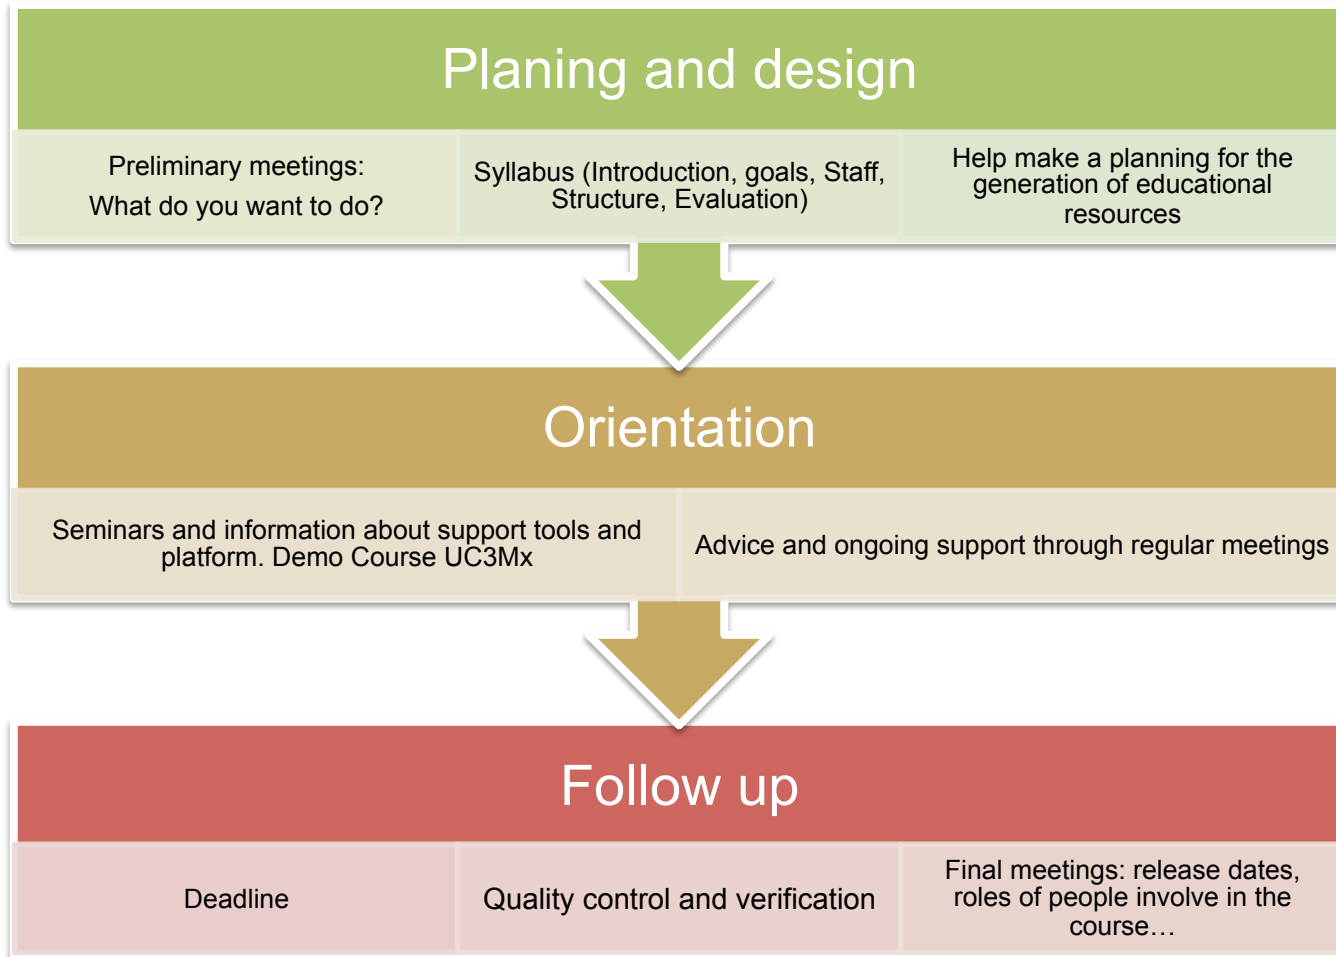 Planing and design
Preliminary meetings:
What do you want to do?
Syllabus (Introduction, goals, Staff,
Structure, Evaluation)
Help make a planning for the
generation of educational
resources
Orientation
Seminars and information about support tools and
platform. Demo Course UC3Mx
Advice and ongoing support through regular meetings
Follow up
Deadline
Quality control and verification
Final meetings: release dates,
roles of people involve in the
course…